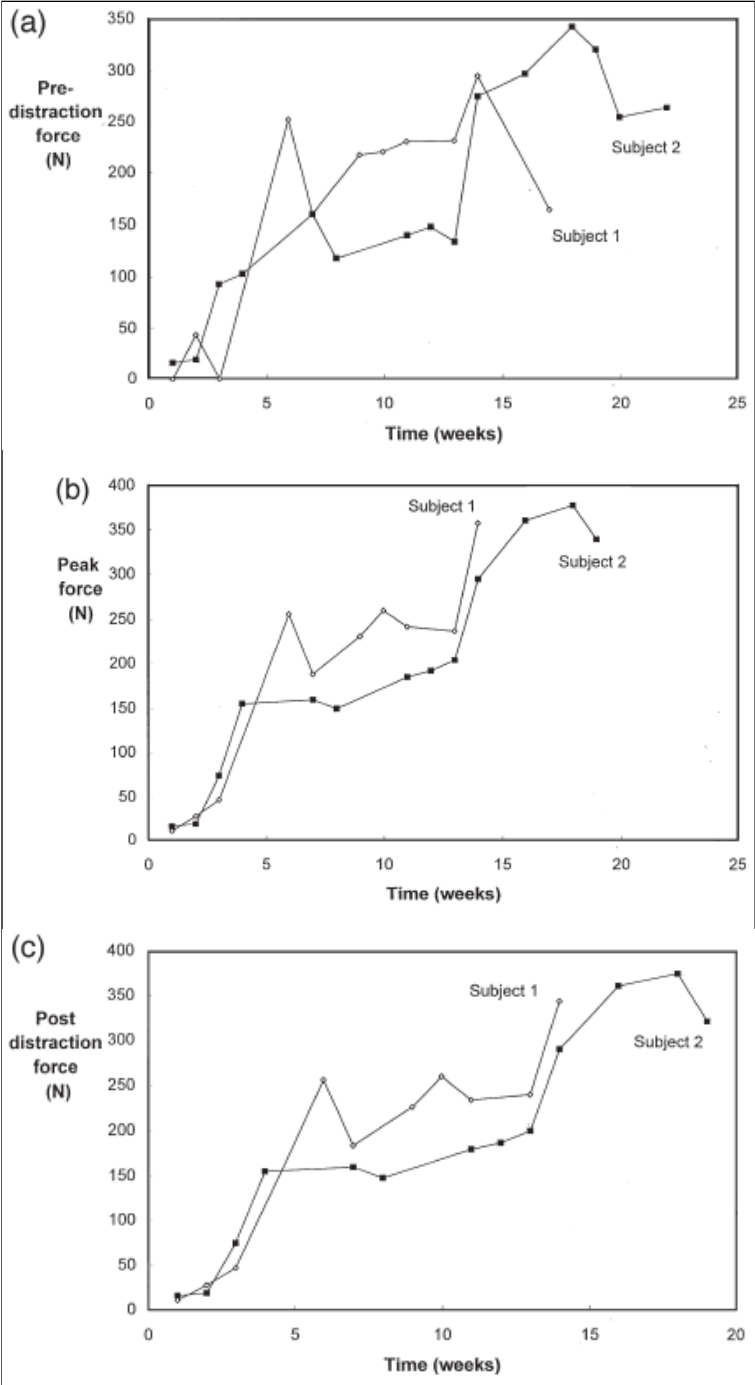 (a)
Pre-
distraction
force
(N)
350
300
250
200
150
100
50
0
Subject 2
Subject 1
0 5 10 15 20 25
Time (weeks)
(b)
Peak
force
(N)
400
350
300
250
200
150
100
50
0
Subject 1
Subject 2
0 5 10 15 20 25
Time (weeks)
(c)
Post
distraction
force
(N)
400
350
300
250
200
150
100
50
0
Subject 1
Subject 2
0 5 10 15 20
Time (weeks)